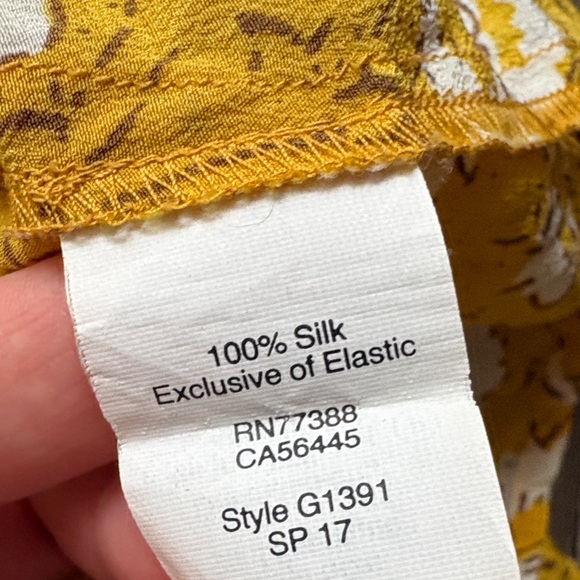 100% Silk
Exclusive of Elastic
RN77388
CA56445
Style G1391
SP 17